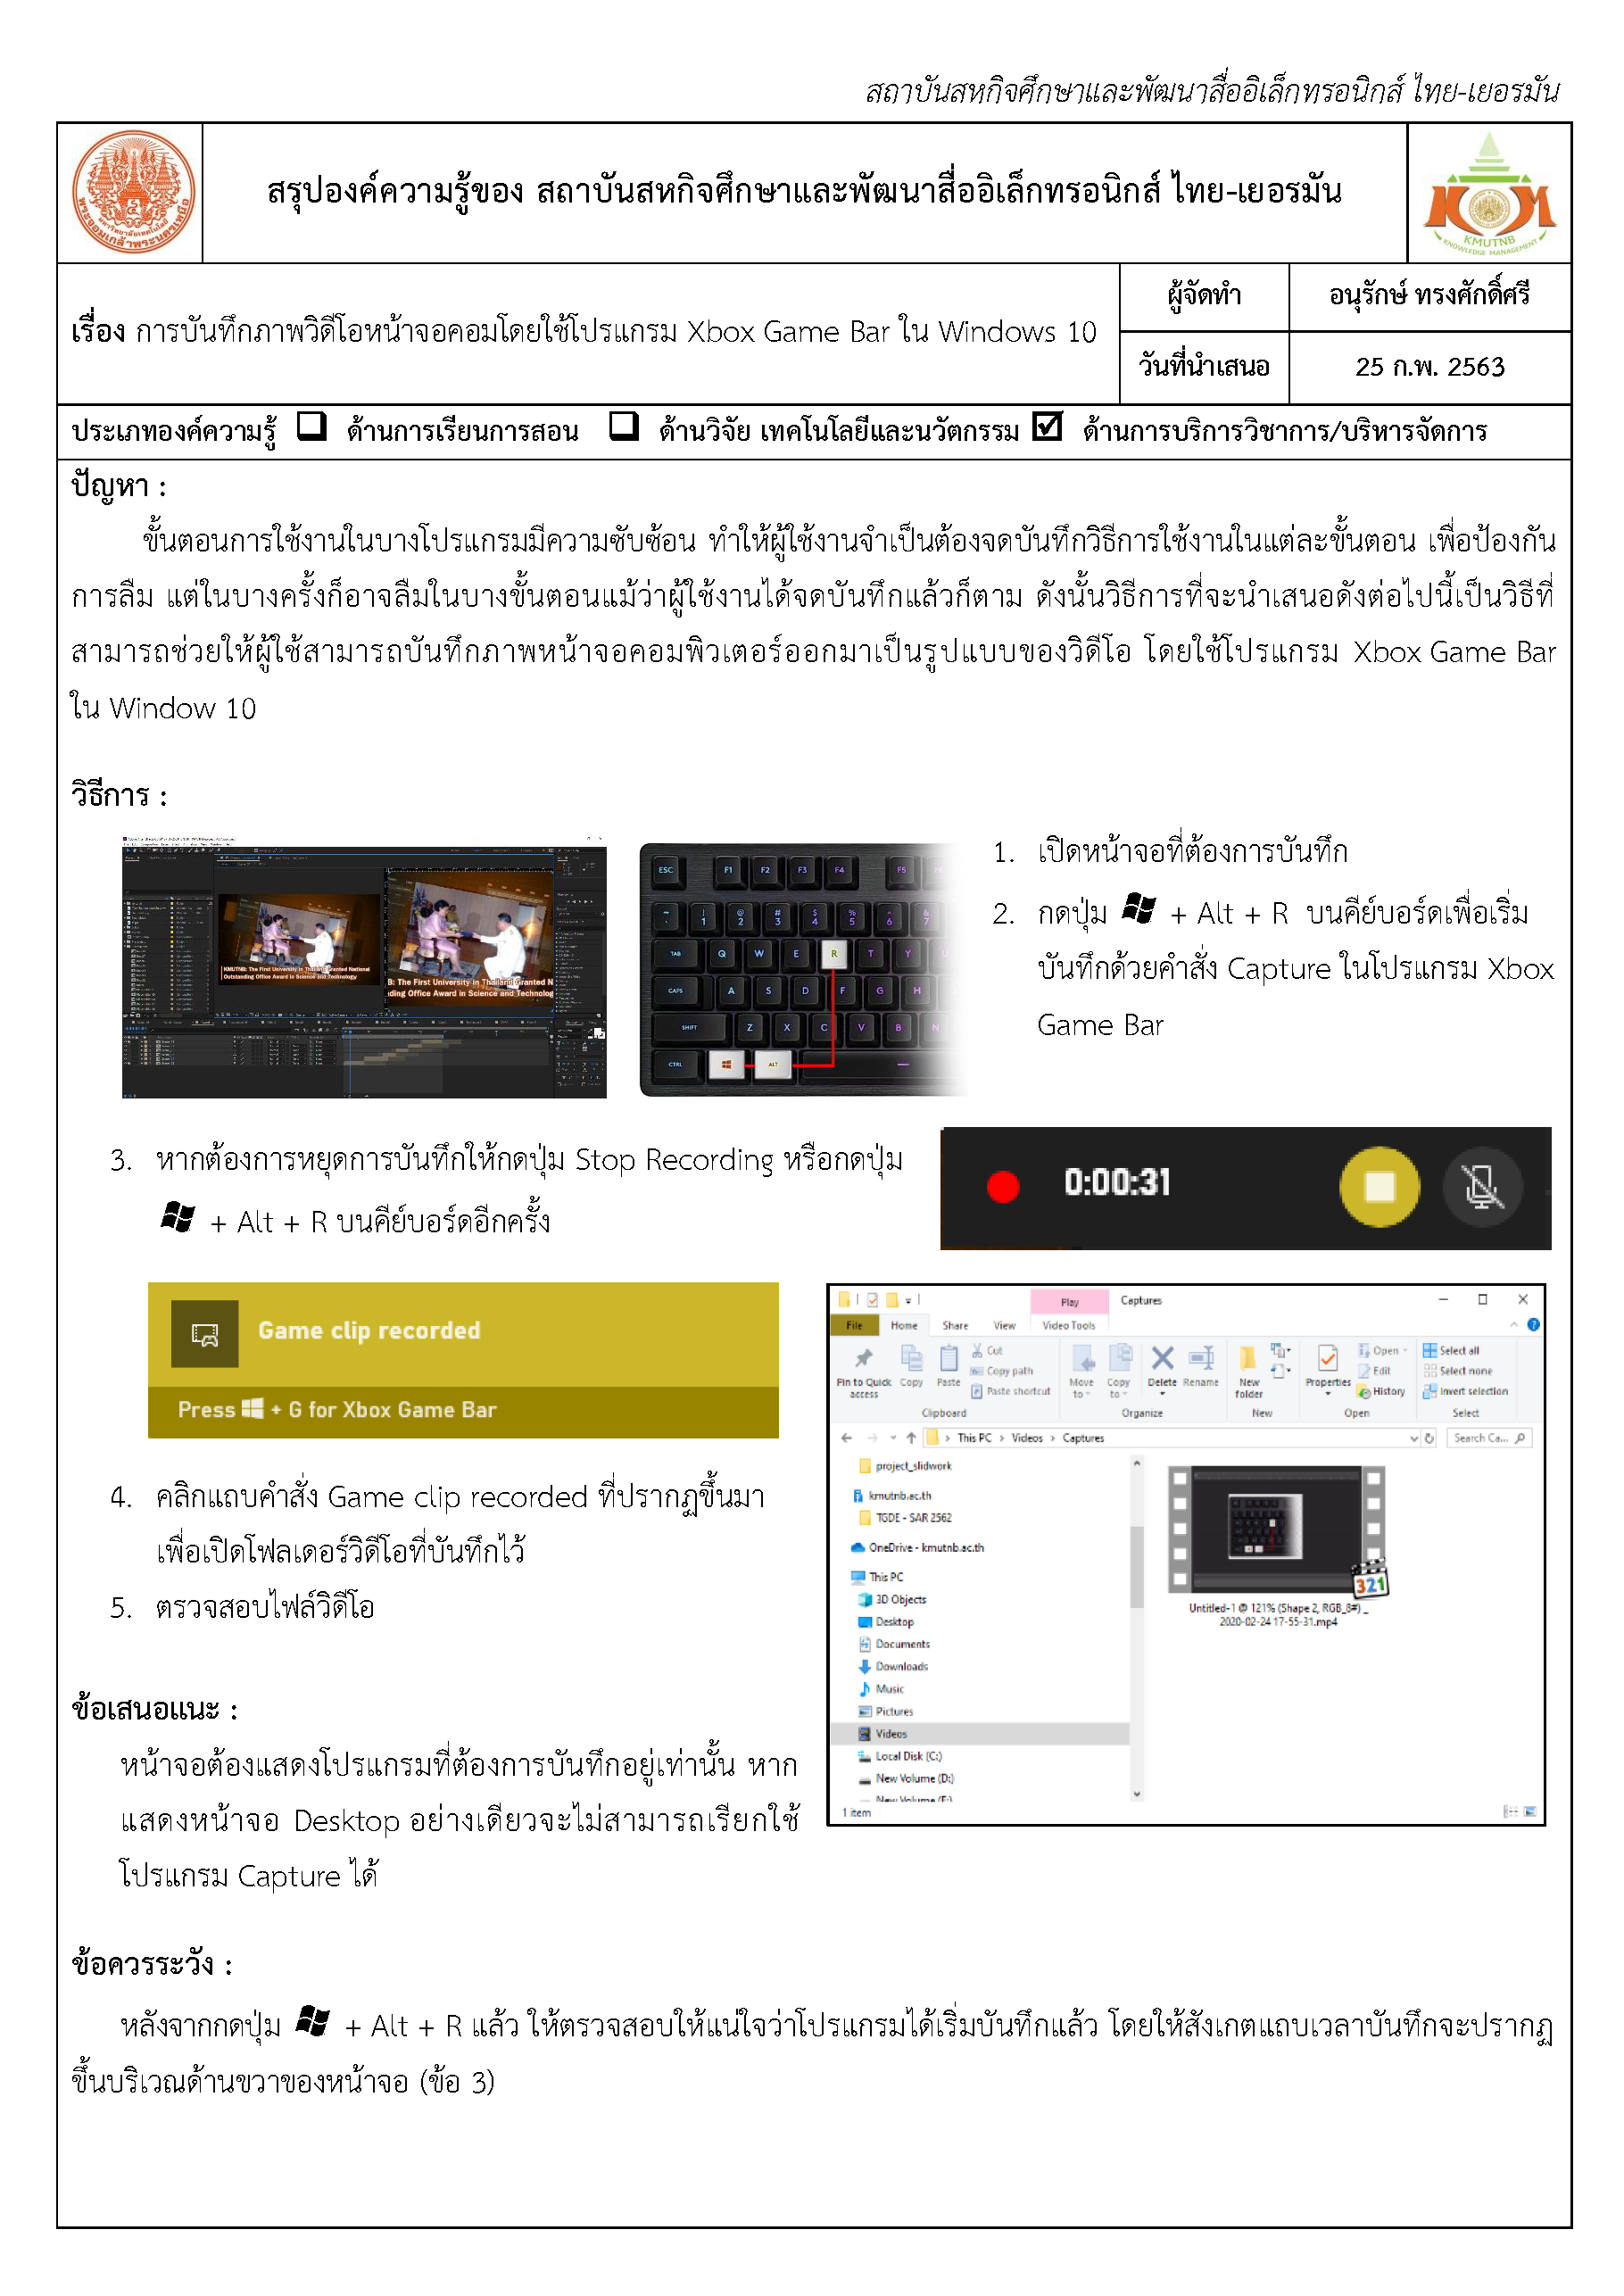 สถาบันสหกิจศึกษาและพัฒนาสื่ออิเล็กทรอนิกส์ ไทย-เยอรมัน
สรุปองค์ความรู้ของ สถาบันสหกิจศึกษาและพัฒนาสื่ออิเล็กทรอนิกส์ ไทย-เยอรมัน
KMUTNB
KNOWLEDGE MANAGEMENT
เรื่อง การบันทึกภาพวิดีโอหน้าจอคอมโดยใช้โปรแกรม Xbox Game Bar ใน Windows 10
ผู้จัดทำ อนุรักษ์ ทรงศักดิ์ศรี
วันที่นำเสนอ 25 ก.พ. 2563
ประเภทองค์ความรู้ ❑ ด้านการเรียนการสอน ❑ ด้านวิจัย เทคโนโลยีและนวัตกรรม ☑ ด้านการบริการวิชาการ/บริหารจัดการ
ปัญหา :
ขั้นตอนการใช้งานในบางโปรแกรมมีความซับซ้อน ทำให้ผู้ใช้งานจำเป็นต้องจดบันทึกวิธีการใช้งานในแต่ละขั้นตอน เพื่อป้องกัน
การลืม แต่ในบางครั้งก็อาจลืมในบางขั้นตอนแม้ว่าผู้ใช้งานได้จดบันทึกแล้วก็ตาม ดังนั้นวิธีการที่จะนำเสนอดังต่อไปนี้เป็นวิธีที่
สามารถช่วยให้ผู้ใช้สามารถบันทึกภาพหน้าจอคอมพิวเตอร์ออกมาเป็นรูปแบบของวิดีโอ โดยใช้โปรแกรม Xbox Game Bar
ใน Window 10
วิธีการ :
KMUTNB: The First University in Thailand Granted National
Outstanding Office Award in Science and Technology
B: The First University in Thailand Granted N
ding Office Award in Science and Technolog
ESC F1 F2 F3 F4 F5
1 2 3 4 5 6
TAB Q W E R T Y
CAPS A S D F G H
SHIFT Z X C V B N
CTRL ALT
1. เปิดหน้าจอที่ต้องการบันทึก
2. กดปุ่ม + Alt + R บนคีย์บอร์ดเพื่อเริ่ม
บันทึกด้วยคำสั่ง Capture ในโปรแกรม Xbox
Game Bar
3. หากต้องการหยุดการบันทึกให้กดปุ่ม Stop Recording หรือกดปุ่ม
+ Alt + R บนคีย์บอร์ดอีกครั้ง
0:00:31
Game clip recorded
Press + G for Xbox Game Bar
4. คลิกแถบคำสั่ง Game clip recorded ที่ปรากฏขึ้นมา
เพื่อเปิดโฟลเดอร์วิดีโอที่บันทึกไว้
5. ตรวจสอบไฟล์วิดีโอ
Play Captures
File Home Share View Video Tools
Pin to Quick access Copy Paste Cut Copy path Paste shortcut
Move to Copy to Delete Rename New folder Properties Open Edit History
Select all Select none Invert selection
Clipboard Organize New Open Select
This PC > Videos > Captures Search Ca...
project_slidwork
kmutnb.ac.th
TGDE - SAR 2562
OneDrive - kmutnb.ac.th
This PC
3D Objects
Desktop
Documents
Downloads
Music
Pictures
Videos
Local Disk (C:)
New Volume (D:)
New Volume (E:)
1 item
321
Untitled-1 @ 121% (Shape 2, RGB_8#) _
2020-02-24 17-55-31.mp4
ข้อเสนอแนะ :
หน้าจอต้องแสดงโปรแกรมที่ต้องการบันทึกอยู่เท่านั้น หาก
แสดงหน้าจอ Desktop อย่างเดียวจะไม่สามารถเรียกใช้
โปรแกรม Capture ได้
ข้อควรระวัง :
หลังจากกดปุ่ม + Alt + R แล้ว ให้ตรวจสอบให้แน่ใจว่าโปรแกรมได้เริ่มบันทึกแล้ว โดยให้สังเกตแถบเวลาบันทึกจะปรากฏ
ขึ้นบริเวณด้านขวาของหน้าจอ (ข้อ 3)